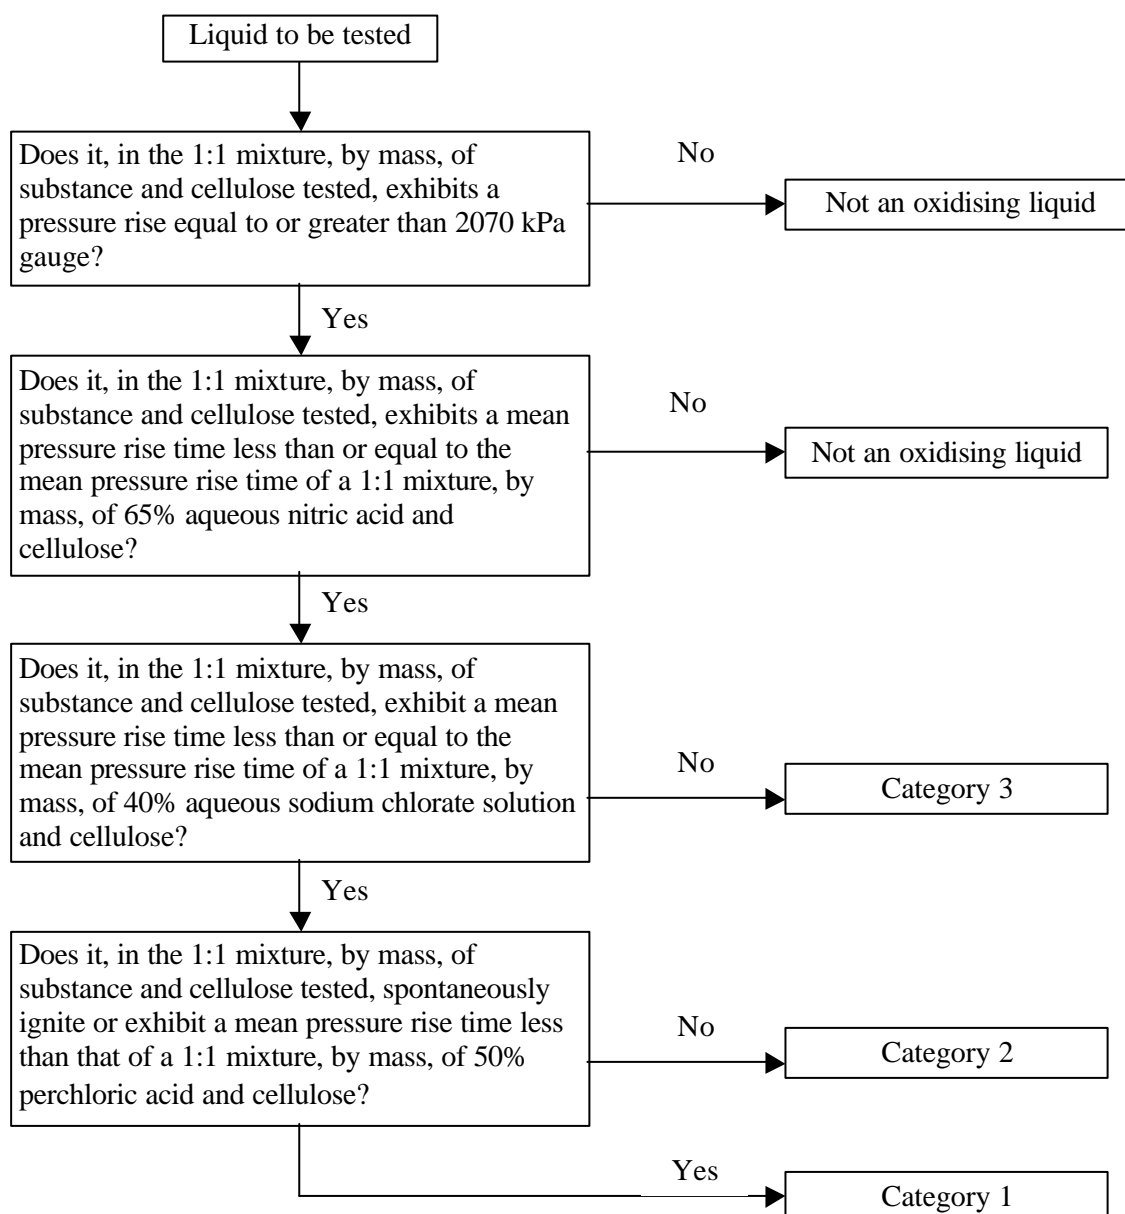 Liquid to be tested
Does it, in the 1:1 mixture, by mass, of
substance and cellulose tested, exhibits a
pressure rise equal to or greater than 2070 kPa
gauge?
No
Not an oxidising liquid
Yes
Does it, in the 1:1 mixture, by mass, of
substance and cellulose tested, exhibits a mean
pressure rise time less than or equal to the
mean pressure rise time of a 1:1 mixture, by
mass, of 65% aqueous nitric acid and
cellulose?
No
Not an oxidising liquid
Yes
Does it, in the 1:1 mixture, by mass, of
substance and cellulose tested, exhibit a mean
pressure rise time less than or equal to the
mean pressure rise time of a 1:1 mixture, by
mass, of 40% aqueous sodium chlorate solution
and cellulose?
No
Category 3
Yes
Does it, in the 1:1 mixture, by mass, of
substance and cellulose tested, spontaneously
ignite or exhibit a mean pressure rise time less
than that of a 1:1 mixture, by mass, of 50%
perchloric acid and cellulose?
No
Category 2
Yes
Category 1